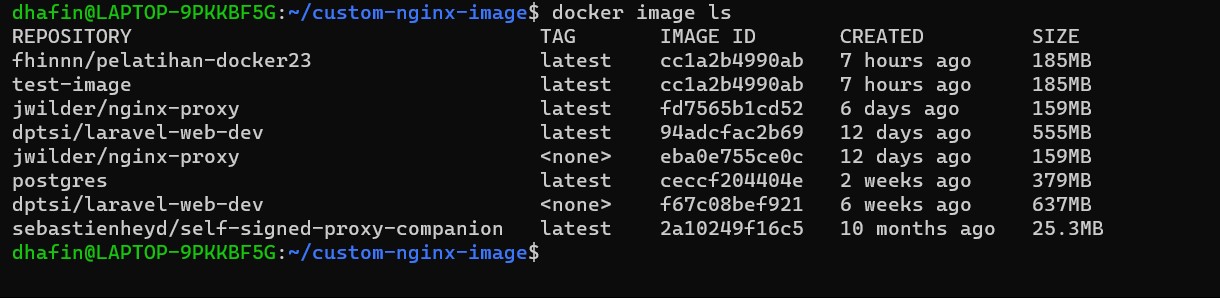 dhafin@LAPTOP-9PKKBF5G:~/custom-nginx-image$ docker image ls
REPOSITORY TAG IMAGE ID CREATED SIZE
fhinnn/pelatihan-docker23 latest cc1a2b4990ab 7 hours ago 185MB
test-image latest cc1a2b4990ab 7 hours ago 185MB
jwilder/nginx-proxy latest fd7565b1cd52 6 days ago 159MB
dptsi/laravel-web-dev latest 94adcfac2b69 12 days ago 555MB
jwilder/nginx-proxy <none> eba0e755ce0c 12 days ago 159MB
postgres latest ceccf204404e 2 weeks ago 379MB
dptsi/laravel-web-dev <none> f67c08bef921 6 weeks ago 637MB
sebastienheyd/self-signed-proxy-companion latest 2a10249f16c5 10 months ago 25.3MB
dhafin@LAPTOP-9PKKBF5G:~/custom-nginx-image$